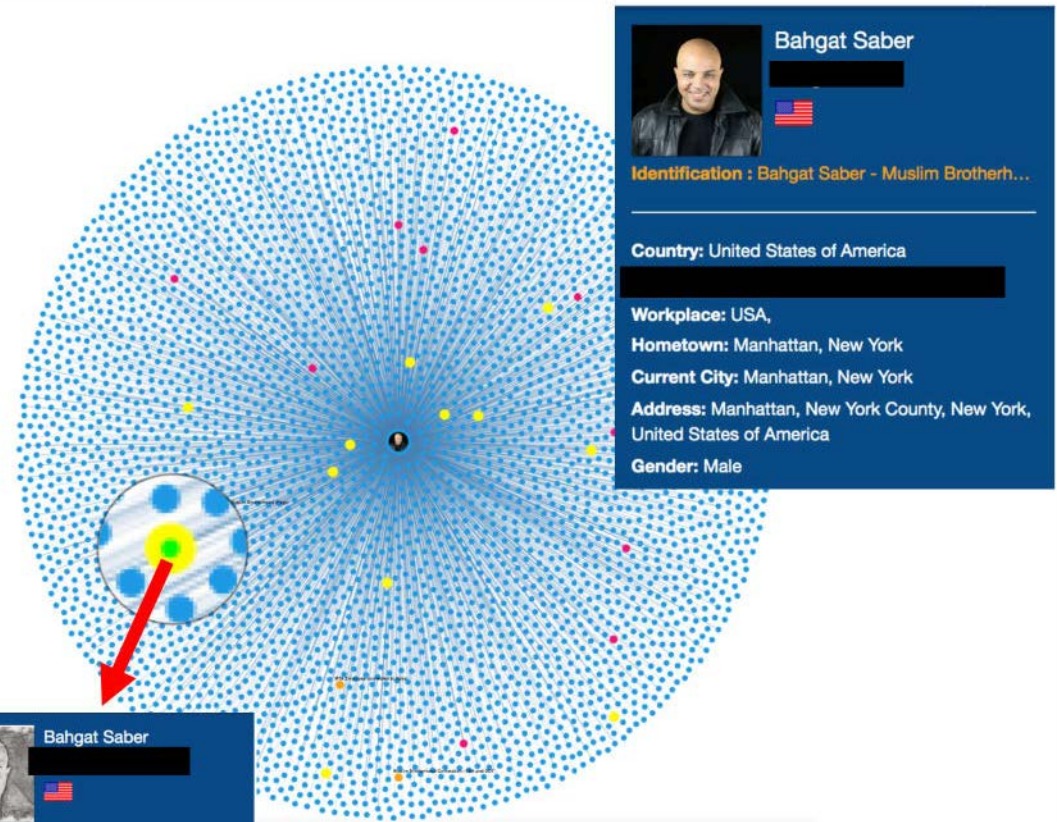 Bahgat Saber
Identification : Bahgat Saber - Muslim Brotherh...
Country: United States of America
Workplace: USA,
Hometown: Manhattan, New York
Current City: Manhattan, New York
Address: Manhattan, New York County, New York,
United States of America
Gender: Male
Bahgat Saber